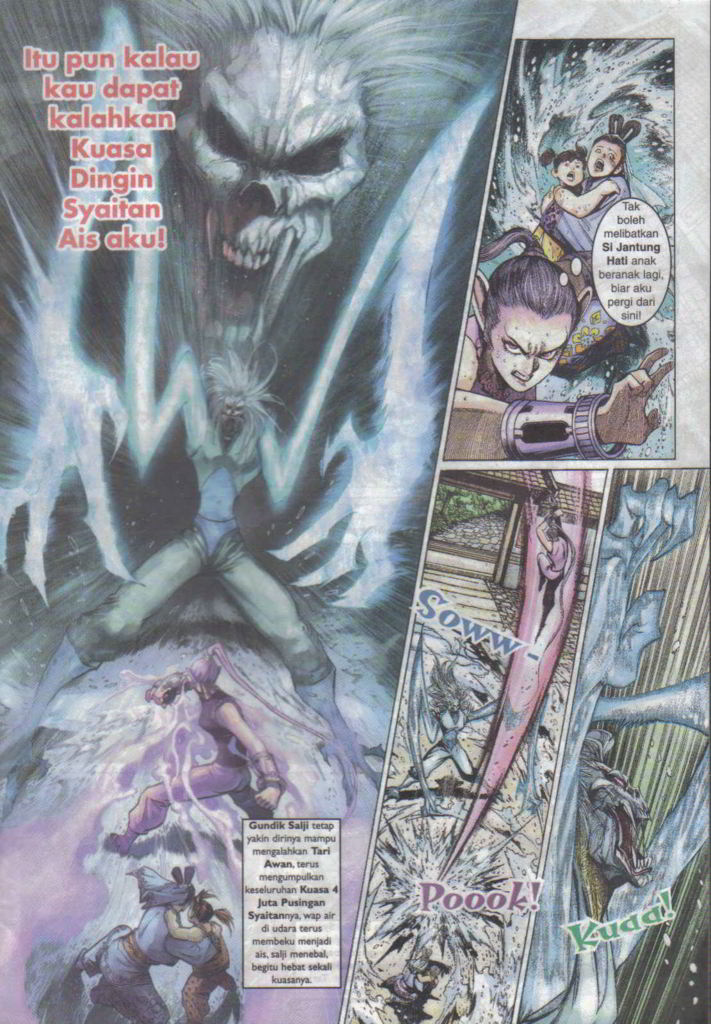 Itu pun kalau
kau dapat
kalahkan
Kuasa
Dingin
Syaitan
Ais aku!
Tak
boleh
melibatkan
Si Jantung
Hati anak
beranak lagi,
biar aku
pergi dari
sini!
Soww-
Poook!
Kuaa!
Gundik Salji tetap
yakin dirinya mampu
mengalahkan Tari
Awan, terus
mengumpulkan
keseluruhan Kuasa 4
Juta Pusingan
Syaitannya, wap air
di udara terus
membeku menjadi
ais, salji menebal,
begitu hebat sekali
kuasanya.